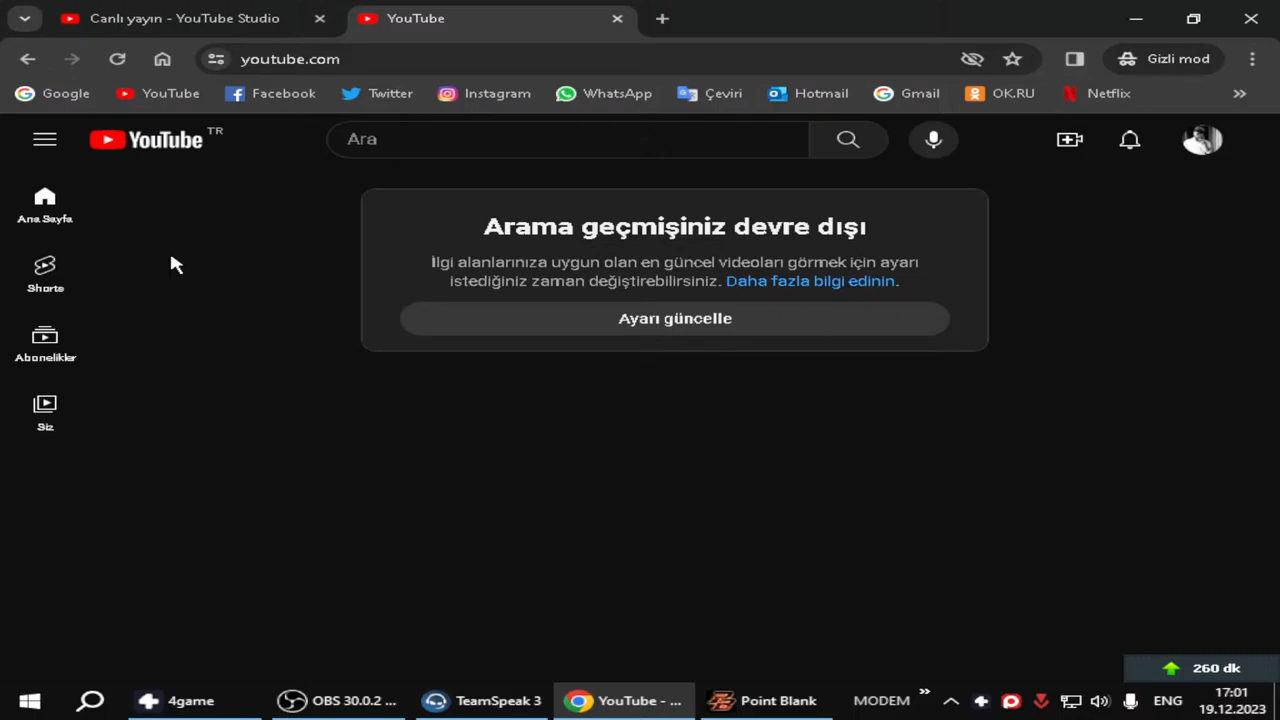 Canlı yayın - YouTube Studio
YouTube
youtube.com
Gizli mod
Google
YouTube
Facebook
Twitter
Instagram
WhatsApp
Çeviri
Hotmail
Gmail
OK.RU
Netflix
YouTube TR
Ara
Ana Sayfa
Shorts
Abonelikler
Siz
Arama geçmişiniz devre dışı
İlgi alanlarınıza uygun olan en güncel videoları görmek için ayarı
istediğiniz zaman değiştirebilirsiniz. Daha fazla bilgi edinin.
Ayarı güncelle
260 dk
4game
OBS 30.0.2 ...
TeamSpeak 3
YouTube - ...
Point Blank
MODEM
ENG
17:01
19.12.2023